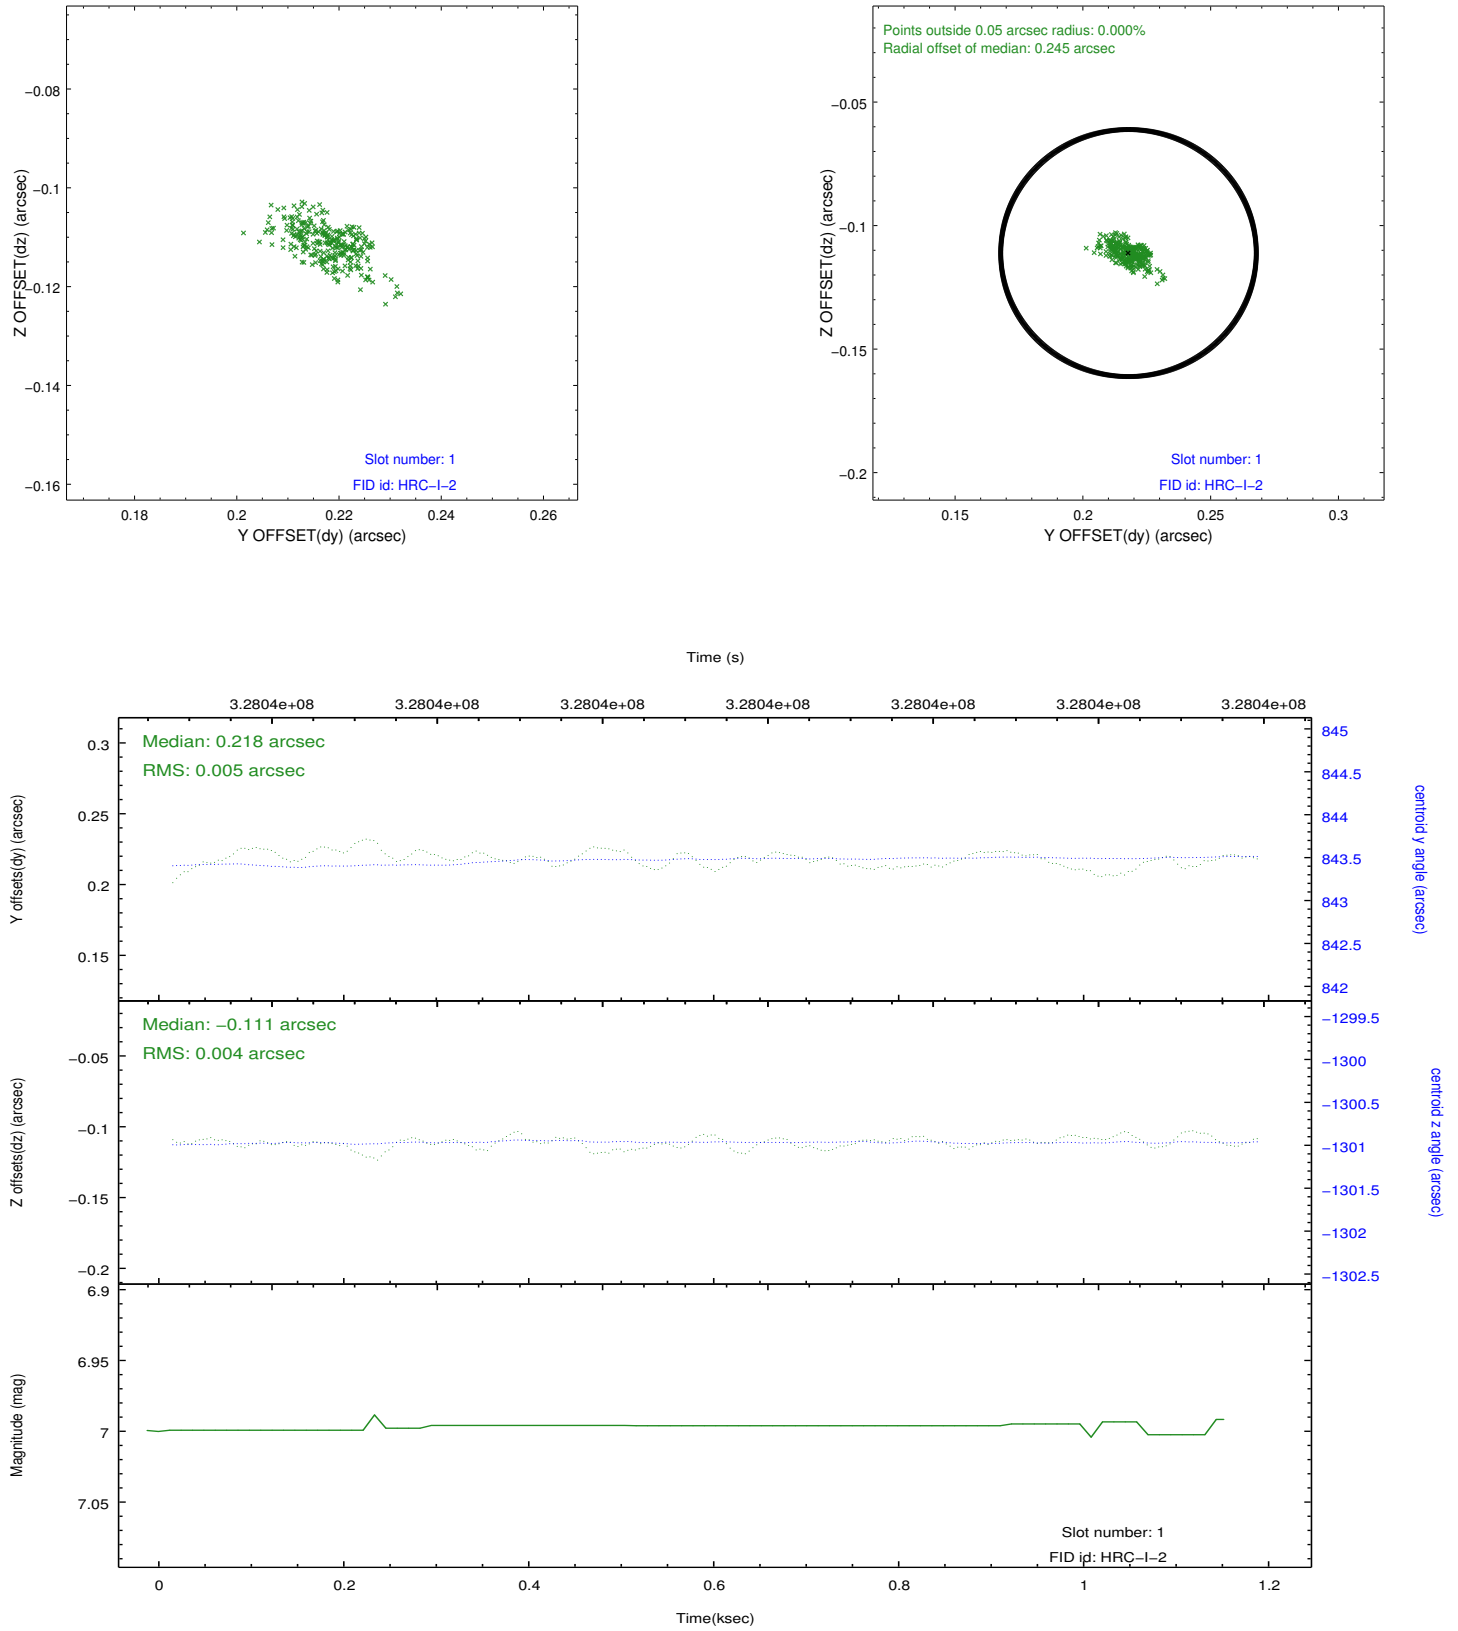 −0.08
−0.1
−0.12
−0.14
−0.16
Z OFFSET(dz) (arcsec)
Slot number: 1
FID id: HRC−I−2
0.18 0.2 0.22 0.24 0.26
Y OFFSET(dy) (arcsec)
Points outside 0.05 arcsec radius: 0.000%
Radial offset of median: 0.245 arcsec
−0.05
−0.1
−0.15
−0.2
Z OFFSET(dz) (arcsec)
Slot number: 1
FID id: HRC−I−2
0.15 0.2 0.25 0.3
Y OFFSET(dy) (arcsec)
Time (s)
3.2804e+08 3.2804e+08 3.2804e+08 3.2804e+08 3.2804e+08 3.2804e+08 3.2804e+08
Median: 0.218 arcsec
RMS: 0.005 arcsec
0.3
0.25
0.2
0.15
Y offsets(dy) (arcsec)
845
844.5
844
843.5
843
842.5
842
centroid y angle (arcsec)
Median: −0.111 arcsec
RMS: 0.004 arcsec
−0.05
−0.1
−0.15
−0.2
Z offsets(dz) (arcsec)
−1299.5
−1300
−1300.5
−1301
−1301.5
−1302
−1302.5
centroid z angle (arcsec)
6.9
6.95
7
7.05
Magnitude (mag)
Slot number: 1
FID id: HRC−I−2
0 0.2 0.4 0.6 0.8 1 1.2
Time(ksec)